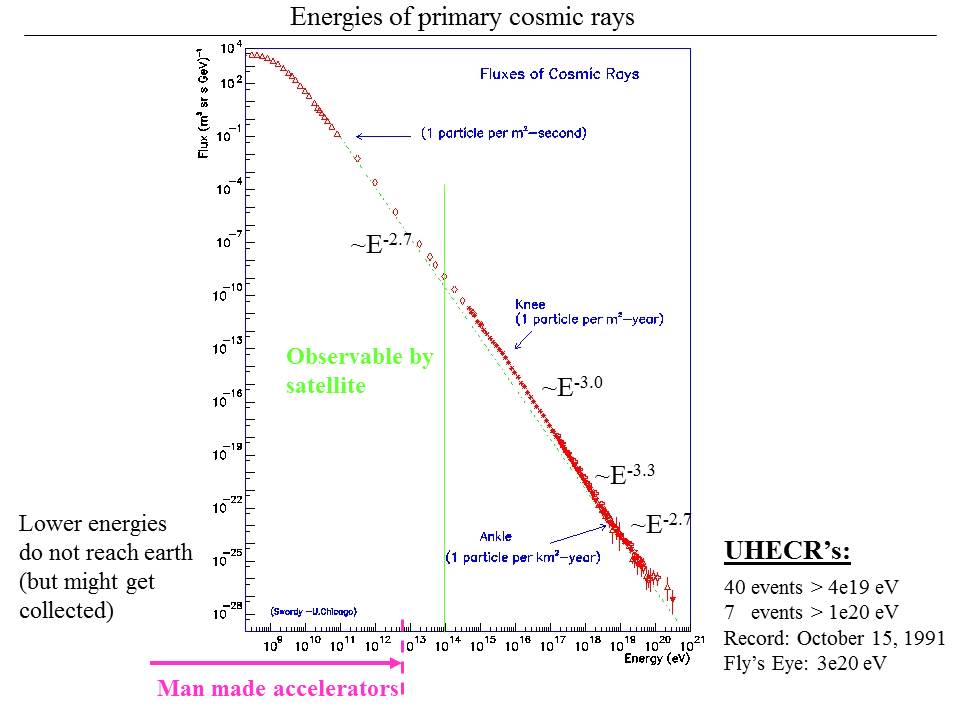 Energies of primary cosmic rays
Fluxes of Cosmic Rays
Flux (m² sr s GeV)⁻¹
10⁴
10²
10⁻¹
10⁻⁴
10⁻⁷
10⁻¹⁰
10⁻¹³
10⁻¹⁶
10⁻¹⁹
10⁻²²
10⁻²⁵
10⁻²⁸
(1 particle per m²–second)
~E⁻²·⁷
Knee
(1 particle per m²–year)
Observable by
satellite
~E⁻³·⁰
~E⁻³·³
~E⁻²·⁷
Ankle
(1 particle per km²–year)
(Swordy –U.Chicago)
10⁹ 10¹⁰ 10¹¹ 10¹² 10¹³ 10¹⁴ 10¹⁵ 10¹⁶ 10¹⁷ 10¹⁸ 10¹⁹ 10²⁰ 10²¹
Energy (eV)
Lower energies
do not reach earth
(but might get
collected)
Man made accelerators
UHECR’s:
40 events > 4e19 eV
7 events > 1e20 eV
Record: October 15, 1991
Fly’s Eye: 3e20 eV